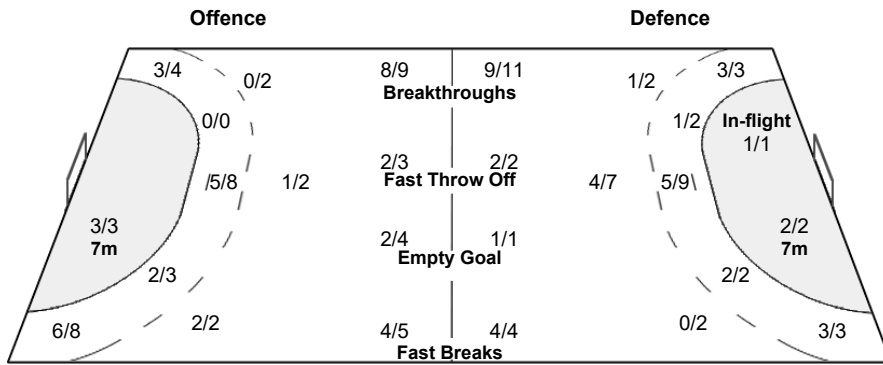 Offence Defence
3/4 0/2 8/9 9/11 1/2 3/3
Breakthroughs
0/0 1/2 In-flight
1/1
5/8 1/2 2/3 2/2 4/7 5/9
Fast Throw Off
3/3 2/2
7m 7m
2/4 1/1
Empty Goal
2/3 2/2
6/8 2/2 4/5 4/4 0/2 3/3
Fast Breaks